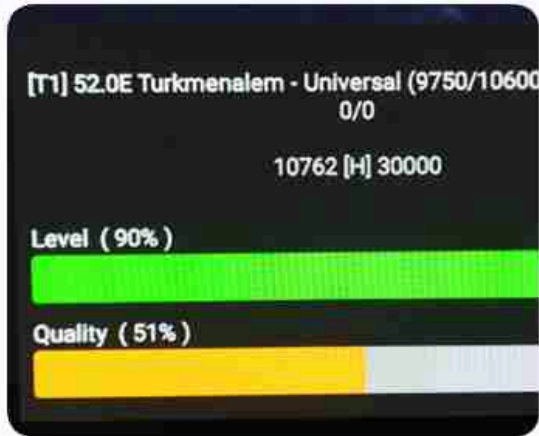 [T1] 52.0E Turkmenalem - Universal (9750/10600
0/0
10762 [H] 30000
Level ( 90% )
Quality ( 51% )